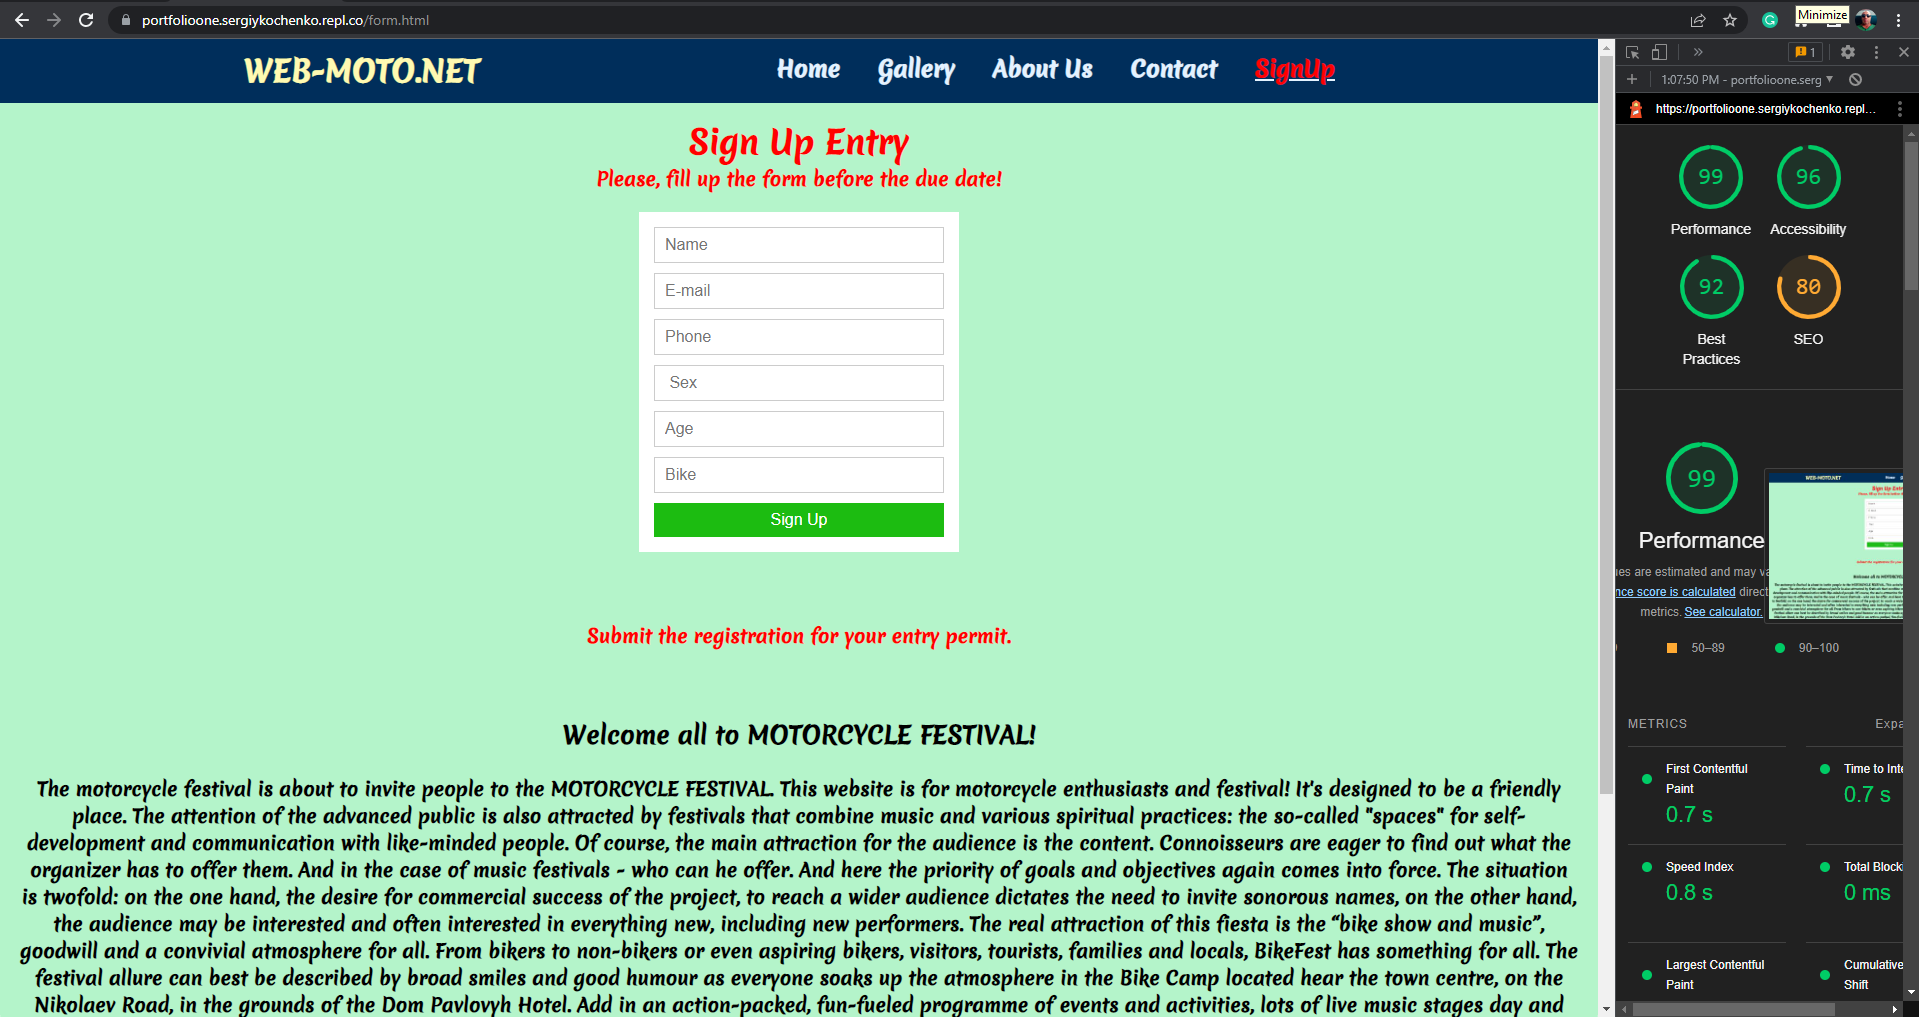 portfolioone.sergiykochenko.repl.co/form.html
Minimize
WEB-MOTO.NET
Home Gallery About Us Contact SignUp
Sign Up Entry
Please, fill up the form before the due date!
Name
E-mail
Phone
Sex
Age
Bike
Sign Up
Submit the registration for your entry permit.
Welcome all to MOTORCYCLE FESTIVAL!
The motorcycle festival is about to invite people to the MOTORCYCLE FESTIVAL. This website is for motorcycle enthusiasts and festival! It's designed to be a friendly
place. The attention of the advanced public is also attracted by festivals that combine music and various spiritual practices: the so-called "spaces" for self-
development and communication with like-minded people. Of course, the main attraction for the audience is the content. Connoisseurs are eager to find out what the
organizer has to offer them. And in the case of music festivals - who can he offer. And here the priority of goals and objectives again comes into force. The situation
is twofold: on the one hand, the desire for commercial success of the project, to reach a wider audience dictates the need to invite sonorous names, on the other hand,
the audience may be interested and often interested in everything new, including new performers. The real attraction of this fiesta is the “bike show and music”,
goodwill and a convivial atmosphere for all. From bikers to non-bikers or even aspiring bikers, visitors, tourists, families and locals, BikeFest has something for all. The
festival allure can best be described by broad smiles and good humour as everyone soaks up the atmosphere in the Bike Camp located hear the town centre, on the
Nikolaev Road, in the grounds of the Dom Pavlovyh Hotel. Add in an action-packed, fun-fueled programme of events and activities, lots of live music stages day and
1
1:07:50 PM - portfolioone.serg
https://portfolioone.sergiykochenko.repl...
99
Performance
96
Accessibility
92
Best
Practices
80
SEO
99
Performance
ues are estimated and may va
nce score is calculated direct
metrics. See calculator.
50–89
90–100
METRICS
Expa
First Contentful
Paint
0.7 s
Time to Inte
0.7 s
Speed Index
0.8 s
Total Block
0 ms
Largest Contentful
Paint
Cumulative
Shift